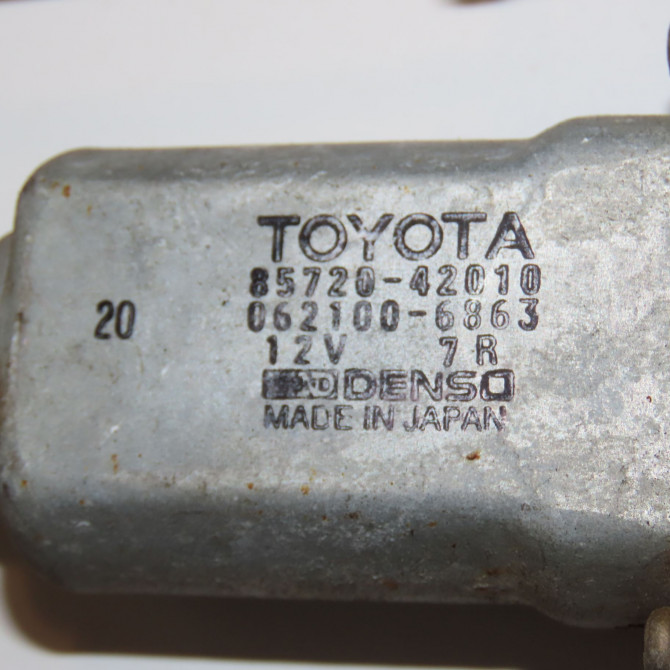 TOYOTA
85720-42010
20
062100-6863
12V 7R
DENSO
MADE IN JAPAN